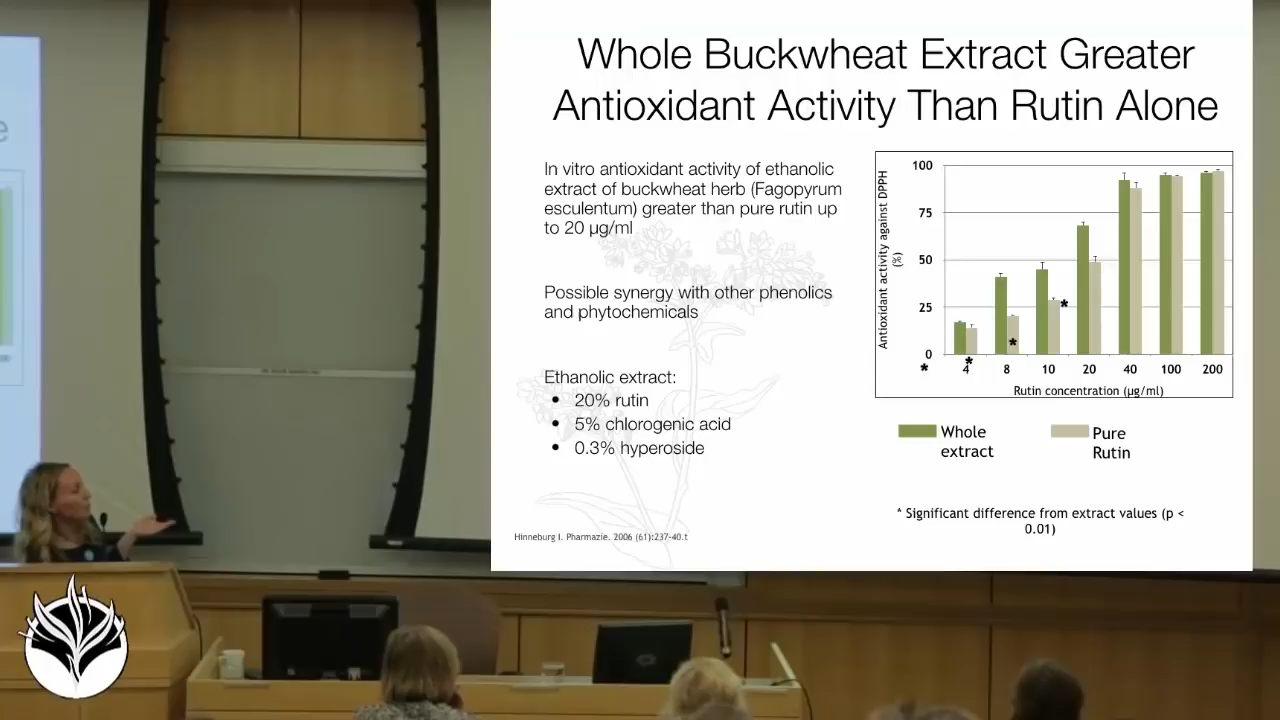 Whole Buckwheat Extract Greater
Antioxidant Activity Than Rutin Alone
In vitro antioxidant activity of ethanolic
extract of buckwheat herb (Fagopyrum
esculentum) greater than pure rutin up
to 20 µg/ml
Possible synergy with other phenolics
and phytochemicals
Ethanolic extract:
• 20% rutin
• 5% chlorogenic acid
• 0.3% hyperoside
Hinneburg I. Pharmazie. 2006 (61):237-40.t
Antioxidant activity against DPPH
(%)
100
75
50
25
0
*
*
*
*
4
8
10
20
40
100
200
Rutin concentration (µg/ml)
Whole
extract
Pure
Rutin
* Significant difference from extract values (p <
0.01)
e